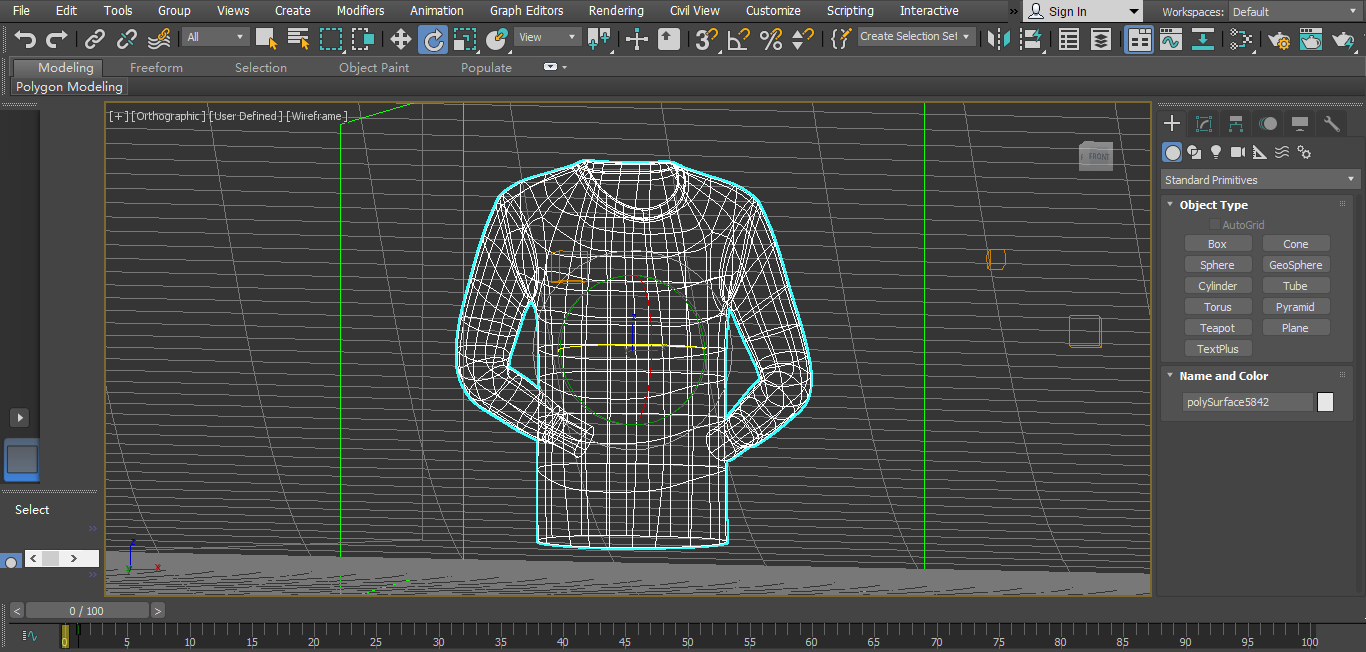 File Edit Tools Group Views Create Modifiers Animation Graph Editors Rendering Civil View Customize Scripting Interactive » Sign In Workspaces: Default
All View 3 Create Selection Set
Modeling Freeform Selection Object Paint Populate
Polygon Modeling
[+] [Orthographic ] [User Defined ] [Wireframe ]
FRONT
Standard Primitives
Object Type
AutoGrid
Box Cone
Sphere GeoSphere
Cylinder Tube
Torus Pyramid
Teapot Plane
TextPlus
Name and Color
polySurface5842
Select
»
< >
»
z
y x
< 0 / 100 >
0 5 10 15 20 25 30 35 40 45 50 55 60 65 70 75 80 85 90 95 100